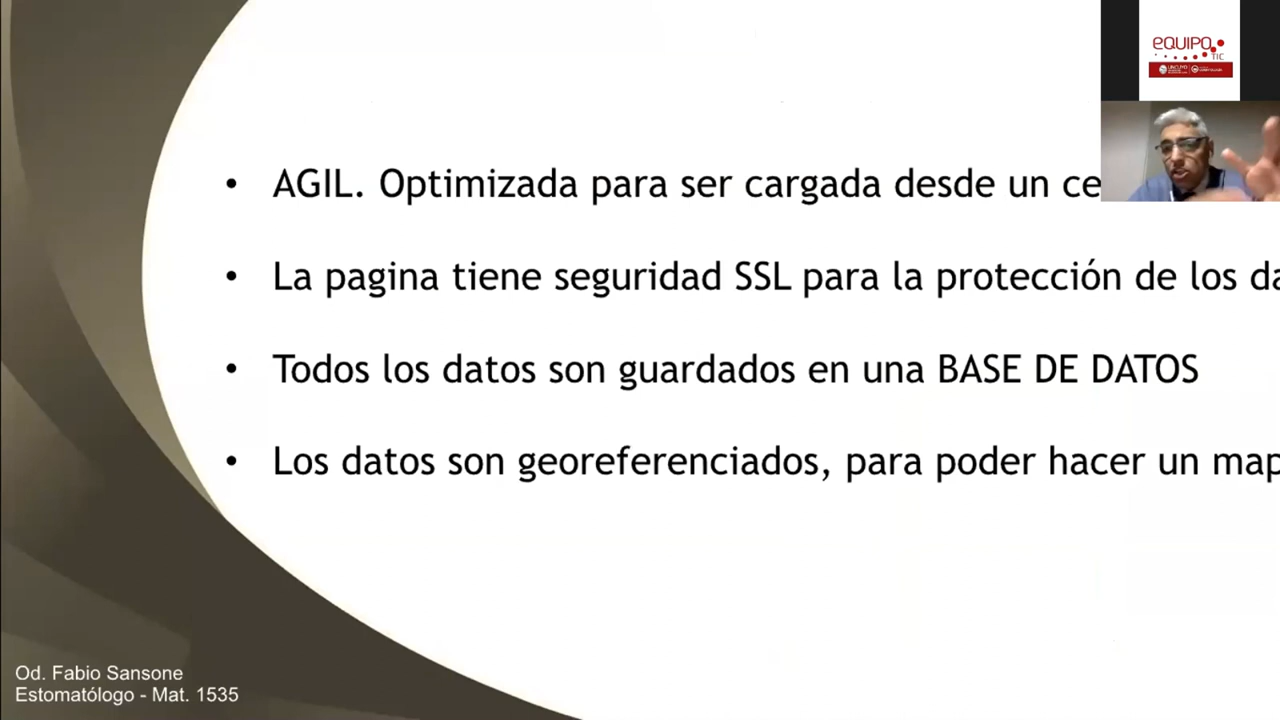 eQUIPO
TIC
AGIL. Optimizada para ser cargada desde un ce
La pagina tiene seguridad SSL para la protección de los da
Todos los datos son guardados en una BASE DE DATOS
Los datos son georeferenciados, para poder hacer un map
Od. Fabio Sansone
Estomatólogo - Mat. 1535